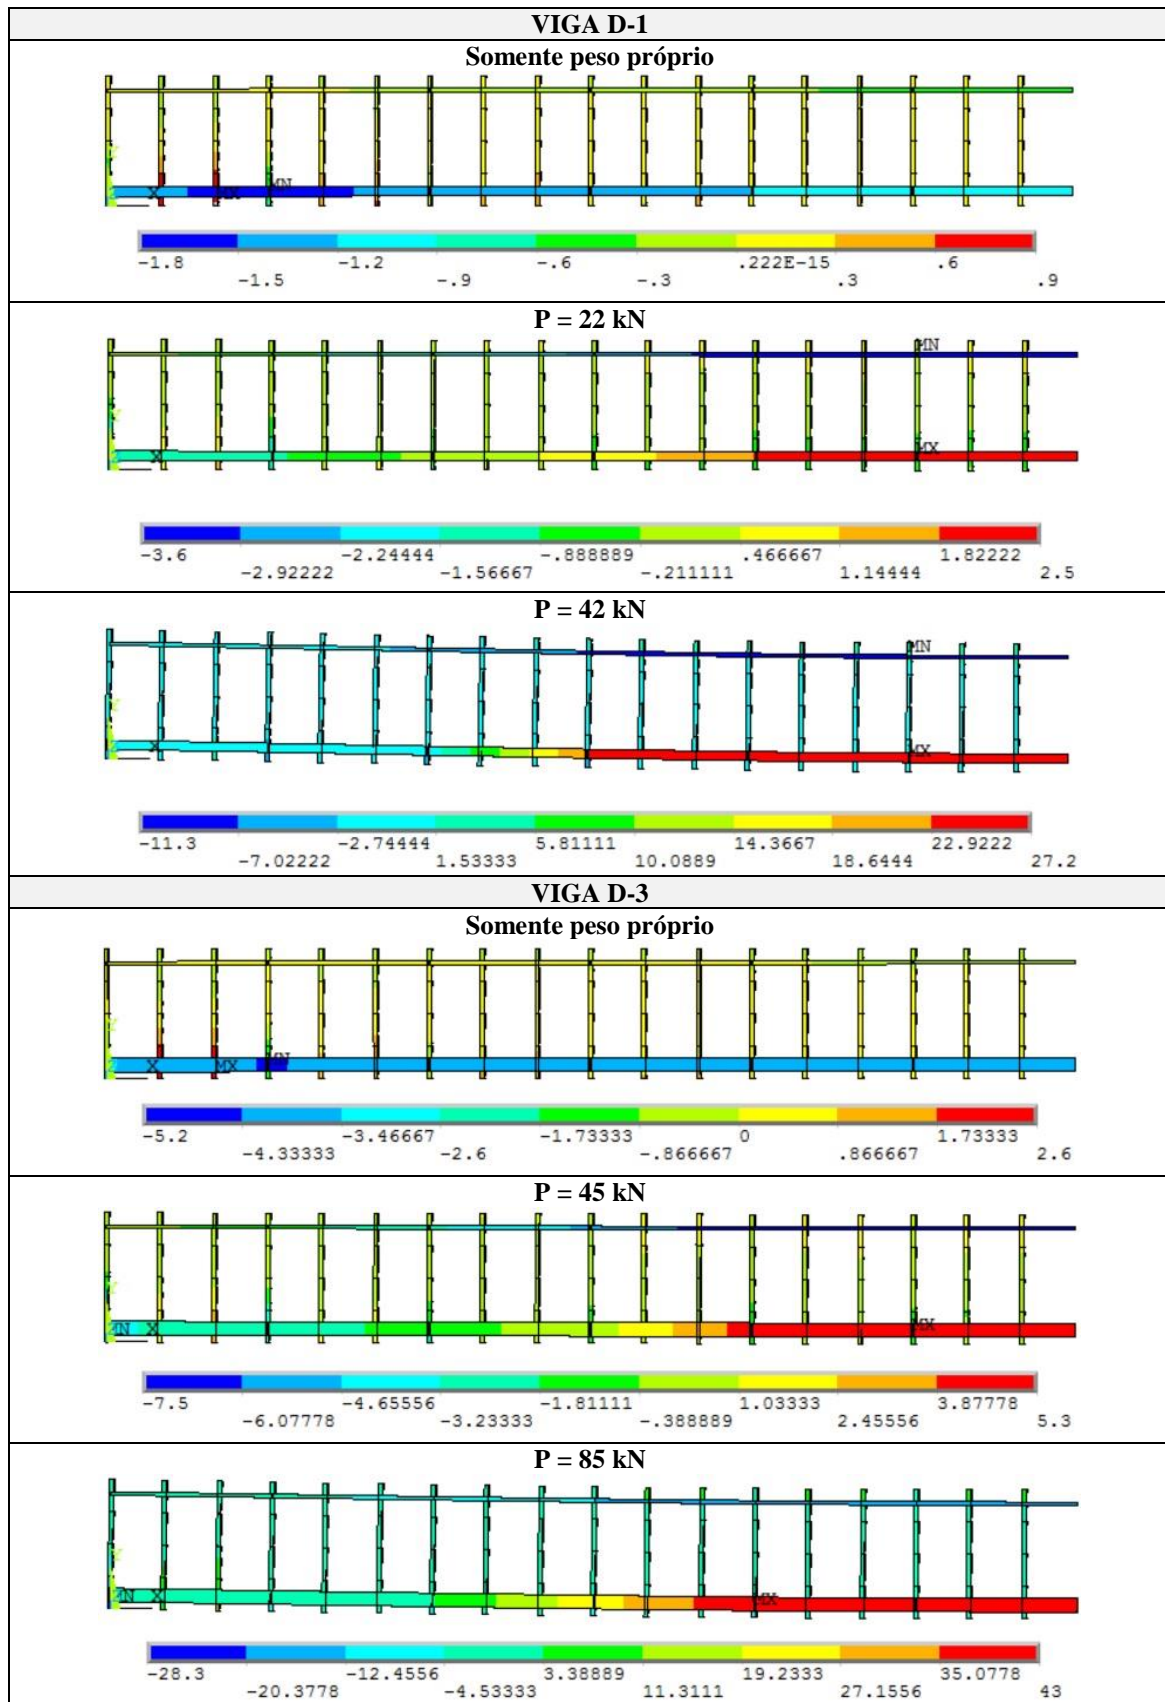 VIGA D-1
Somente peso próprio
MN
X MX
-1.8 -1.2 -.6 .222E-15 .6
-1.5 -.9 -.3 .3 .9
P = 22 kN
MN
Y
X MX
-3.6 -2.24444 -.888889 .466667 1.82222
-2.92222 -1.56667 -.211111 1.14444 2.5
P = 42 kN
MN
Y
X MX
-11.3 -2.74444 5.81111 14.3667 22.9222
-7.02222 1.53333 10.0889 18.6444 27.2
VIGA D-3
Somente peso próprio
Y
MN
X MX
-5.2 -3.46667 -1.73333 0 1.73333
-4.33333 -2.6 -.866667 .866667 2.6
P = 45 kN
Y
MN X MX
-7.5 -4.65556 -1.81111 1.03333 3.87778
-6.07778 -3.23333 -.388889 2.45556 5.3
P = 85 kN
Y
MN X MX
-28.3 -12.4556 3.38889 19.2333 35.0778
-20.3778 -4.53333 11.3111 27.1556 43